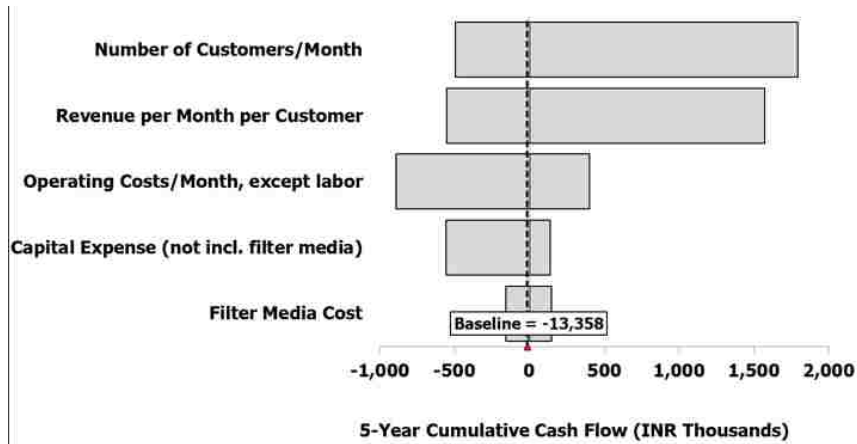 Number of Customers/Month
Revenue per Month per Customer
Operating Costs/Month, except labor
Capital Expense (not incl. filter media)
Filter Media Cost
Baseline = -13,358
-1,000 -500 0 500 1,000 1,500 2,000
5-Year Cumulative Cash Flow (INR Thousands)